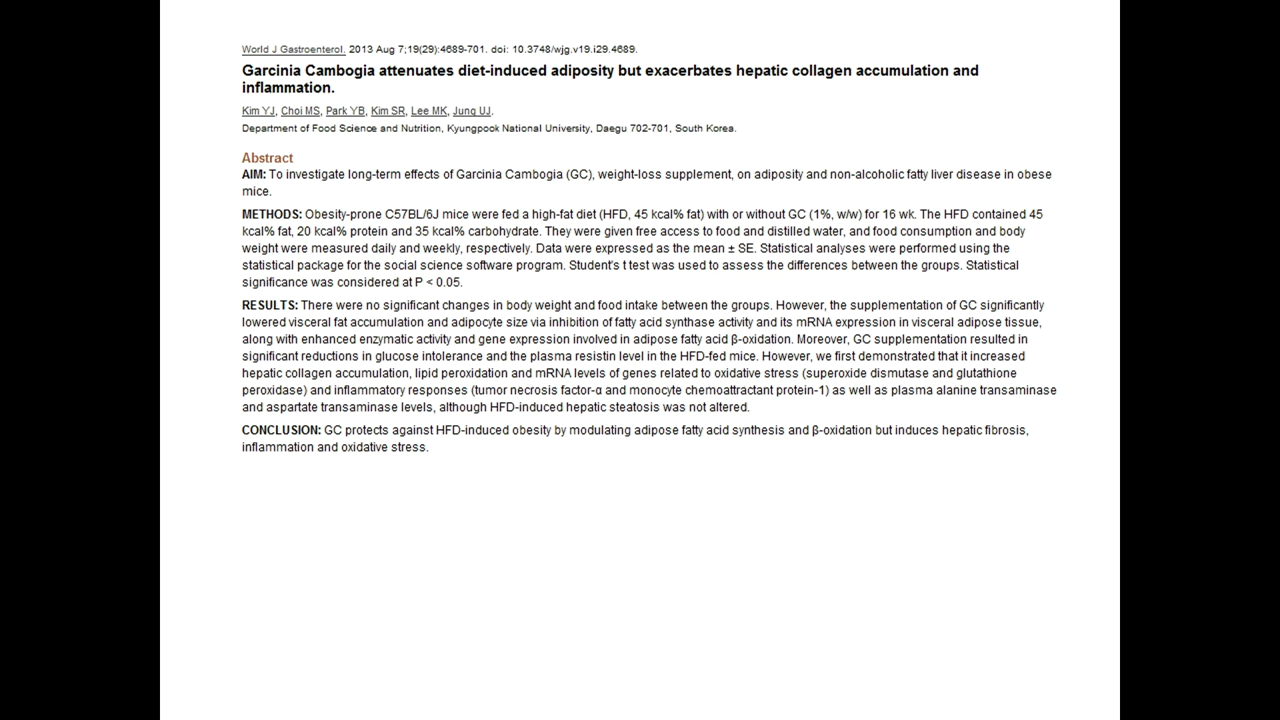 World J Gastroenterol. 2013 Aug 7;19(29):4689-701. doi: 10.3748/wjg.v19.i29.4689.
Garcinia Cambogia attenuates diet-induced adiposity but exacerbates hepatic collagen accumulation and
inflammation.
Kim YJ, Choi MS, Park YB, Kim SR, Lee MK, Jung UJ.
Department of Food Science and Nutrition, Kyungpook National University, Daegu 702-701, South Korea.
Abstract
AIM: To investigate long-term effects of Garcinia Cambogia (GC), weight-loss supplement, on adiposity and non-alcoholic fatty liver disease in obese
mice.
METHODS: Obesity-prone C57BL/6J mice were fed a high-fat diet (HFD, 45 kcal% fat) with or without GC (1%, w/w) for 16 wk. The HFD contained 45
kcal% fat, 20 kcal% protein and 35 kcal% carbohydrate. They were given free access to food and distilled water, and food consumption and body
weight were measured daily and weekly, respectively. Data were expressed as the mean ± SE. Statistical analyses were performed using the
statistical package for the social science software program. Student's t test was used to assess the differences between the groups. Statistical
significance was considered at P < 0.05.
RESULTS: There were no significant changes in body weight and food intake between the groups. However, the supplementation of GC significantly
lowered visceral fat accumulation and adipocyte size via inhibition of fatty acid synthase activity and its mRNA expression in visceral adipose tissue,
along with enhanced enzymatic activity and gene expression involved in adipose fatty acid β-oxidation. Moreover, GC supplementation resulted in
significant reductions in glucose intolerance and the plasma resistin level in the HFD-fed mice. However, we first demonstrated that it increased
hepatic collagen accumulation, lipid peroxidation and mRNA levels of genes related to oxidative stress (superoxide dismutase and glutathione
peroxidase) and inflammatory responses (tumor necrosis factor-α and monocyte chemoattractant protein-1) as well as plasma alanine transaminase
and aspartate transaminase levels, although HFD-induced hepatic steatosis was not altered.
CONCLUSION: GC protects against HFD-induced obesity by modulating adipose fatty acid synthesis and β-oxidation but induces hepatic fibrosis,
inflammation and oxidative stress.